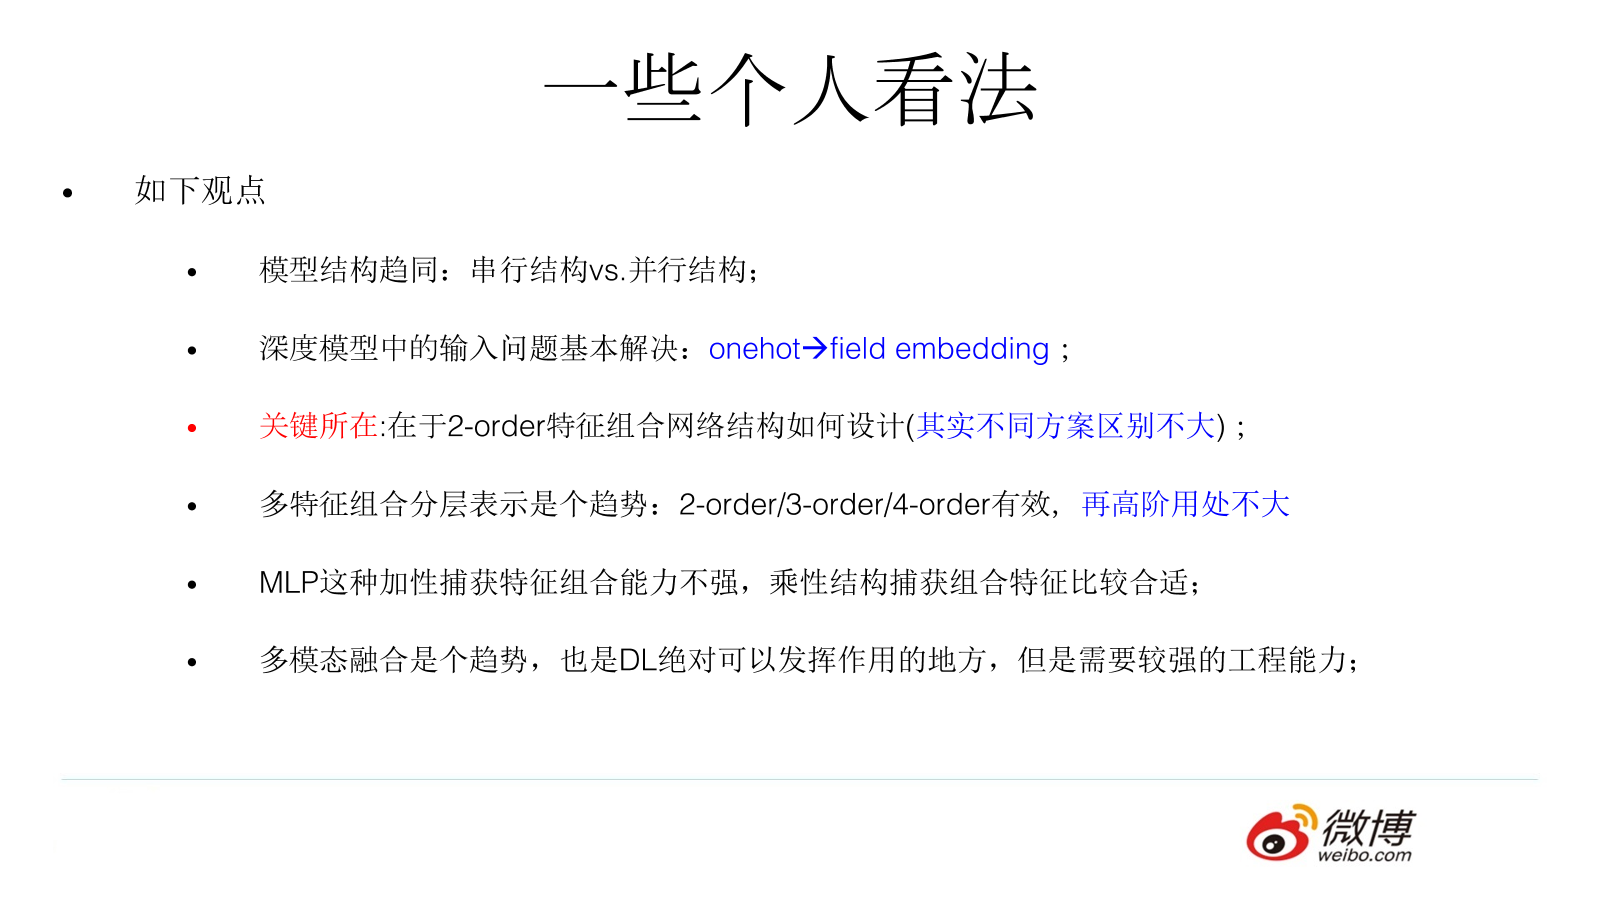 一些个人看法
• 如下观点
• 模型结构趋同：串行结构vs.并行结构；
• 深度模型中的输入问题基本解决：onehot→field embedding；
• 关键所在:在于2-order特征组合网络结构如何设计(其实不同方案区别不大)；
• 多特征组合分层表示是个趋势：2-order/3-order/4-order有效，再高阶用处不大
• MLP这种加性捕获特征组合能力不强，乘性结构捕获组合特征比较合适；
• 多模态融合是个趋势，也是DL绝对可以发挥作用的地方，但是需要较强的工程能力；
微博
weibo.com